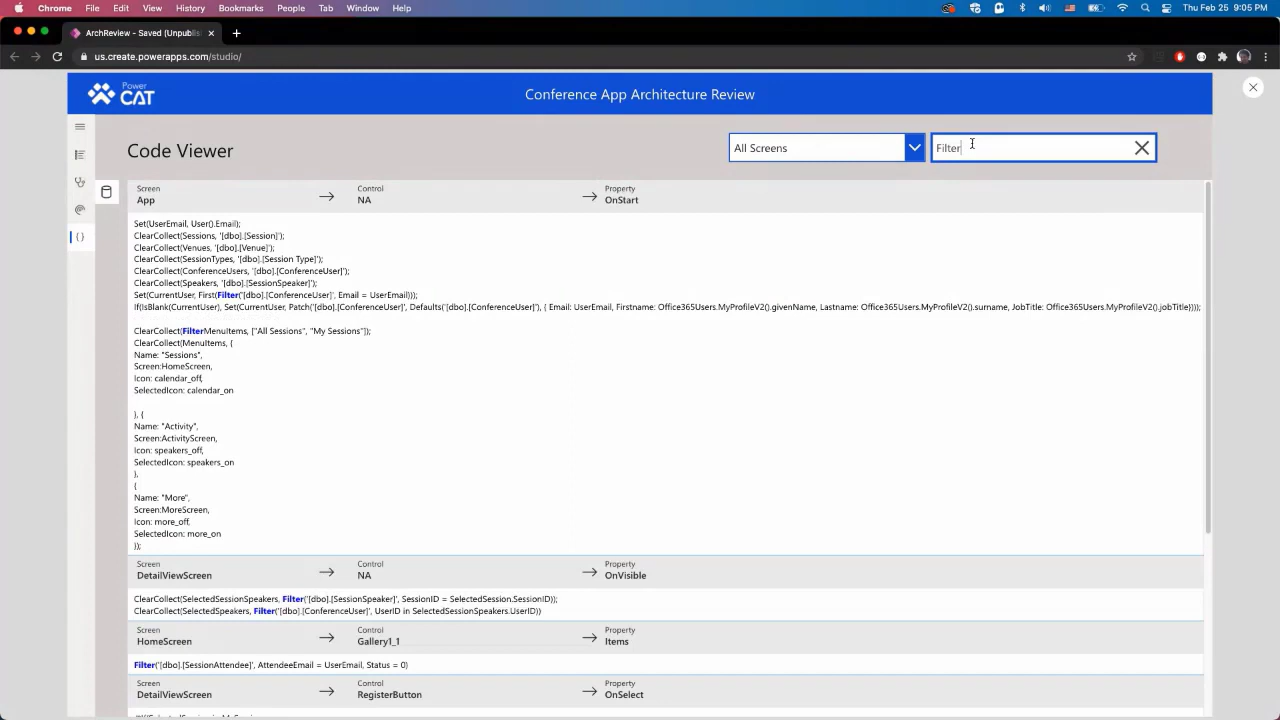 Chrome File Edit View History Bookmarks People Tab Window Help
Thu Feb 25 9:05 PM
ArchReview - Saved (Unpublis
us.create.powerapps.com/studio/
Power CAT
Conference App Architecture Review
Code Viewer
All Screens
Filter
Screen Control Property
App NA OnStart
Set(UserEmail, User().Email);
ClearCollect(Sessions, '[dbo].[Session]');
ClearCollect(Venues, '[dbo].[Venue]');
ClearCollect(SessionTypes, '[dbo].[Session Type]');
ClearCollect(ConferenceUsers, '[dbo].[ConferenceUser]');
ClearCollect(Speakers, '[dbo].[SessionSpeaker]');
Set(CurrentUser, First(Filter('[dbo].[ConferenceUser]', Email = UserEmail)));
If(IsBlank(CurrentUser), Set(CurrentUser, Patch('[dbo].[ConferenceUser]', Defaults('[dbo].[ConferenceUser]'), { Email: UserEmail, Firstname: Office365Users.MyProfileV2().givenName, Lastname: Office365Users.MyProfileV2().surname, JobTitle: Office365Users.MyProfileV2().jobTitle})));
ClearCollect(FilterMenuItems, ["All Sessions", "My Sessions"]);
ClearCollect(MenuItems, {
Name: "Sessions",
Screen:HomeScreen,
Icon: calendar_off,
SelectedIcon: calendar_on
}, {
Name: "Activity",
Screen:ActivityScreen,
Icon: speakers_off,
SelectedIcon: speakers_on
},
{
Name: "More",
Screen:MoreScreen,
Icon: more_off,
SelectedIcon: more_on
});
Screen Control Property
DetailViewScreen NA OnVisible
ClearCollect(SelectedSessionSpeakers, Filter('[dbo].[SessionSpeaker]', SessionID = SelectedSession.SessionID));
ClearCollect(SelectedSpeakers, Filter('[dbo].[ConferenceUser]', UserID in SelectedSessionSpeakers.UserID))
Screen Control Property
HomeScreen Gallery1_1 Items
Filter('[dbo].[SessionAttendee]', AttendeeEmail = UserEmail, Status = 0)
Screen Control Property
DetailViewScreen RegisterButton OnSelect